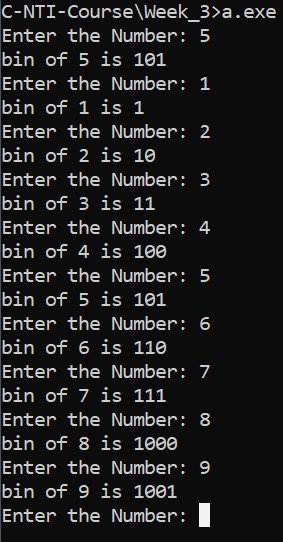 C-NTI-Course\Week_3>a.exe
Enter the Number: 5
bin of 5 is 101
Enter the Number: 1
bin of 1 is 1
Enter the Number: 2
bin of 2 is 10
Enter the Number: 3
bin of 3 is 11
Enter the Number: 4
bin of 4 is 100
Enter the Number: 5
bin of 5 is 101
Enter the Number: 6
bin of 6 is 110
Enter the Number: 7
bin of 7 is 111
Enter the Number: 8
bin of 8 is 1000
Enter the Number: 9
bin of 9 is 1001
Enter the Number: